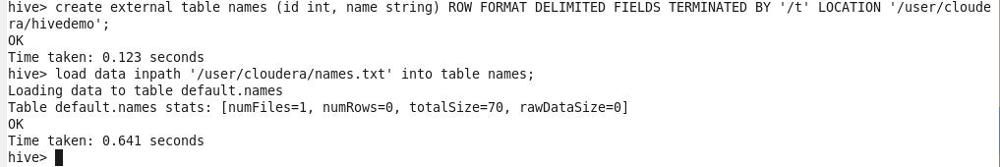 hive> create external table names (id int, name string) ROW FORMAT DELIMITED FIELDS TERMINATED BY '/t' LOCATION '/user/cloude
ra/hivedemo';
OK
Time taken: 0.123 seconds
hive> load data inpath '/user/cloudera/names.txt' into table names;
Loading data to table default.names
Table default.names stats: [numFiles=1, numRows=0, totalSize=70, rawDataSize=0]
OK
Time taken: 0.641 seconds
hive>